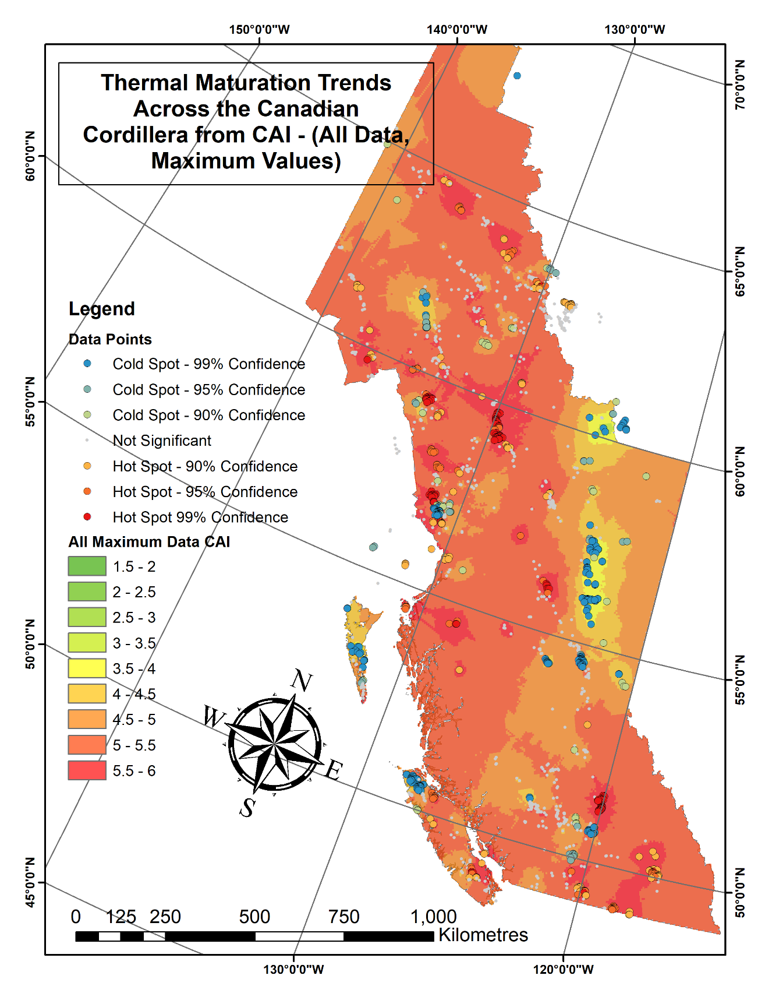 150°0'0"W
140°0'0"W
130°0'0"W
Thermal Maturation Trends
Across the Canadian
Cordillera from CAI - (All Data,
Maximum Values)
60°0'0"N
55°0'0"N
50°0'0"N
45°0'0"N
70°0'0"N
65°0'0"N
60°0'0"N
55°0'0"N
50°0'0"N
Legend
Data Points
Cold Spot - 99% Confidence
Cold Spot - 95% Confidence
Cold Spot - 90% Confidence
Not Significant
Hot Spot - 90% Confidence
Hot Spot - 95% Confidence
Hot Spot 99% Confidence
All Maximum Data CAI
1.5 - 2
2 - 2.5
2.5 - 3
3 - 3.5
3.5 - 4
4 - 4.5
4.5 - 5
5 - 5.5
5.5 - 6
N
W
E
S
0 125 250 500 750 1,000
Kilometres
130°0'0"W
120°0'0"W